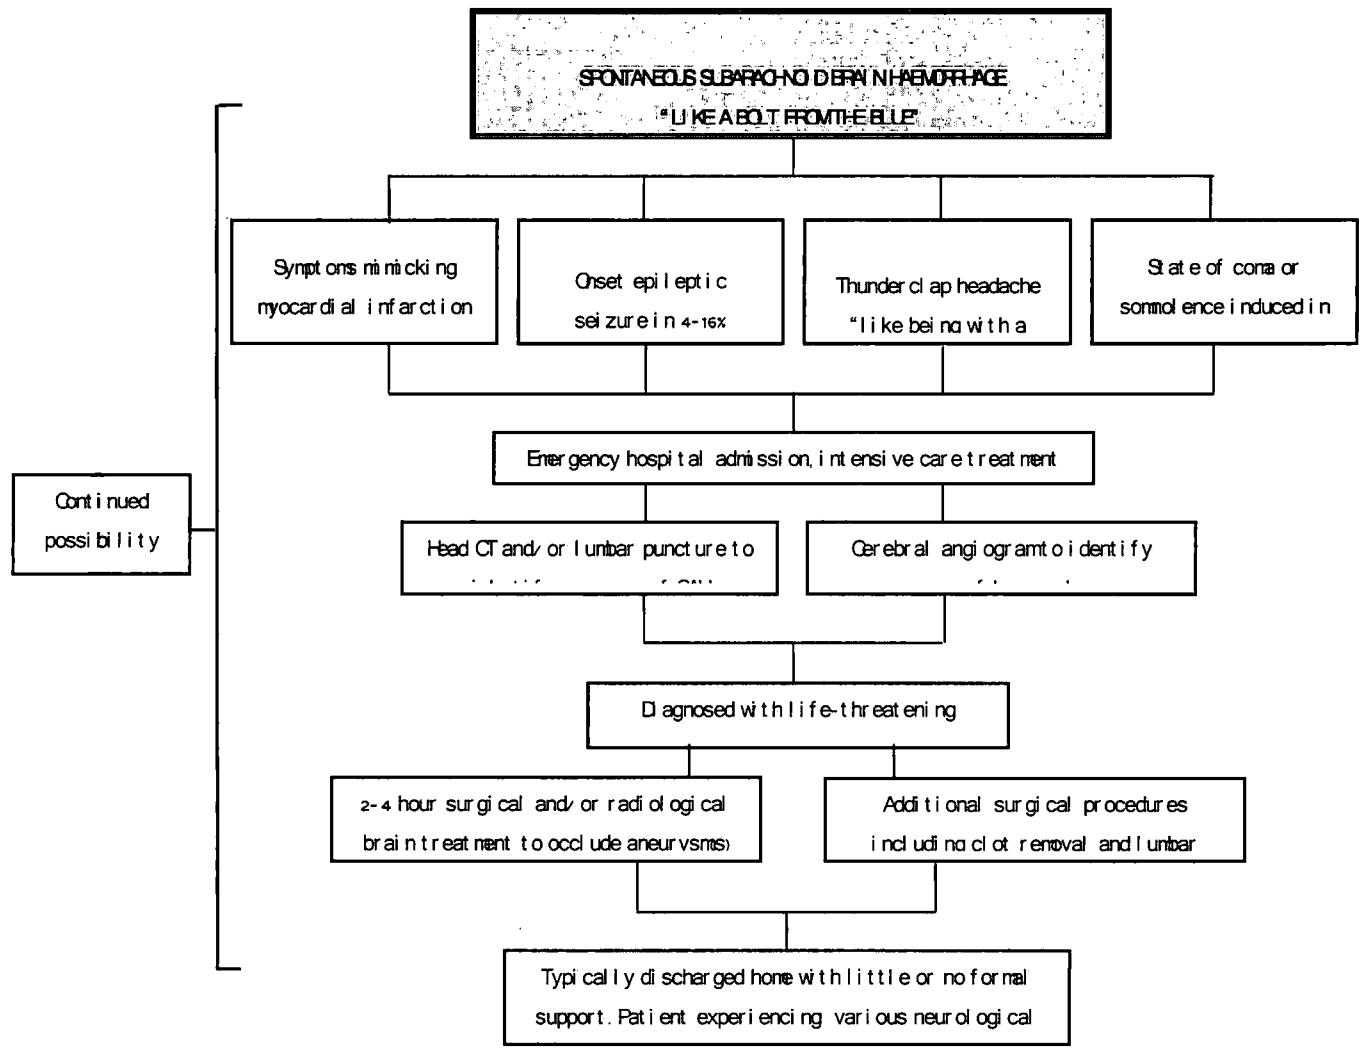 SPONTANEOUS SUBARACHNOID BRAIN HAEMORRHAGE
"LIKE A BOLT FROM THE BLUE"
Symptoms mimicking
myocardial infarction
Onset epileptic
seizure in 4-16%
Thunderclap headache
"like being with a
State of coma or
somnolence induced in
Emergency hospital admission, intensive care treatment
Continued
possibility
Head CT and/or lumbar puncture to
Cerebral angiogram to identify
Diagnosed with life-threatening
2-4 hour surgical and/or radiological
brain treatment to occlude aneurysms)
Additional surgical procedures
including clot removal and lumbar
Typically discharged home with little or no formal
support. Patient experiencing various neurological